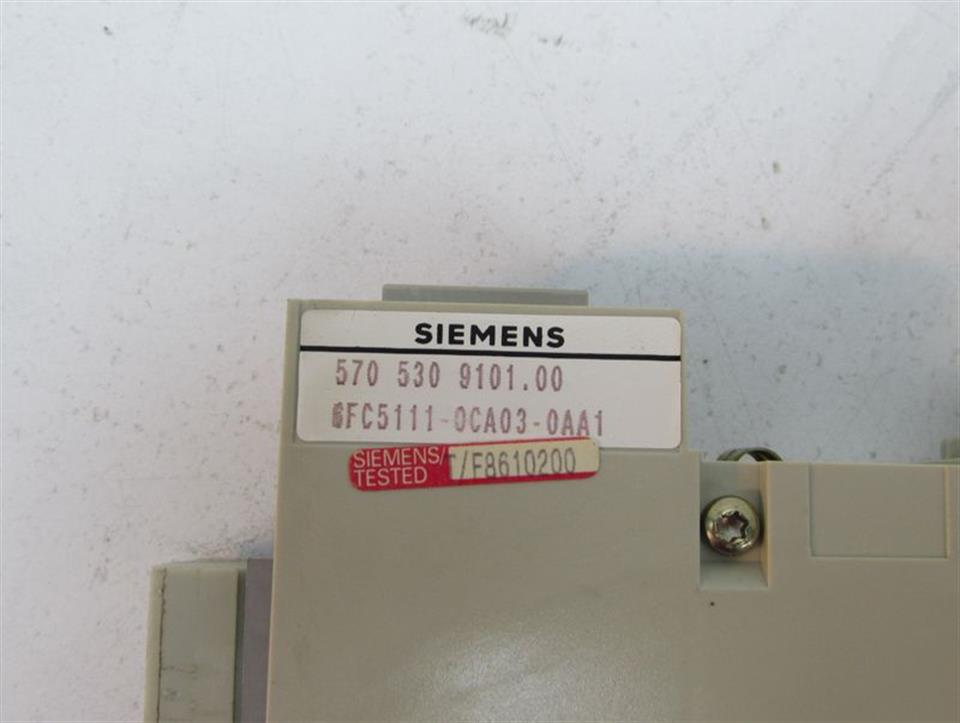 SIEMENS
570 530 9101.00
6FC5111-0CA03-0AA1
SIEMENS/T/F8610200
TESTED